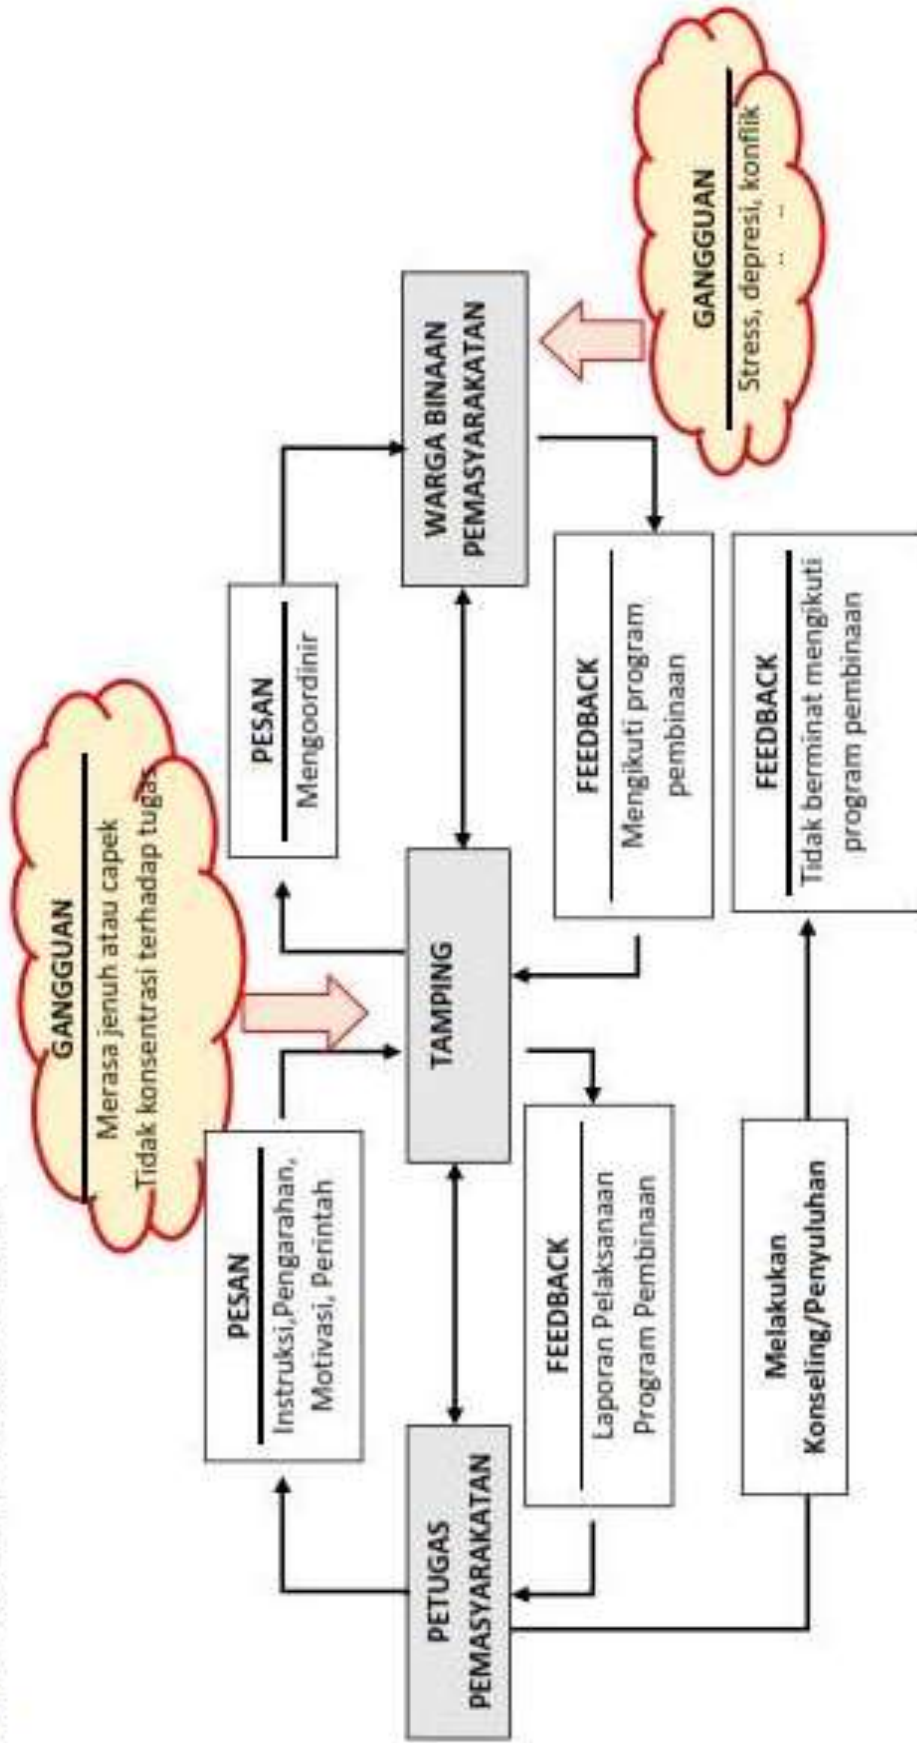 GANGGUAN
Merasa jenuh atau capek
Tidak konsentrasi terhadap tugas
PESAN
Instruksi,Pengarahan,
Motivasi, Perintah
PESAN
Mengoordinir
PETUGAS
PEMASYARAKATAN
TAMPING
WARGA BINAAN
PEMASYARAKATAN
FEEDBACK
Laporan Pelaksanaan
Program Pembinaan
FEEDBACK
Mengikuti program
pembinaan
GANGGUAN
Stress, depresi, konflik
Melakukan
Konseling/Penyuluhan
FEEDBACK
Tidak berminat mengikuti
program pembinaan